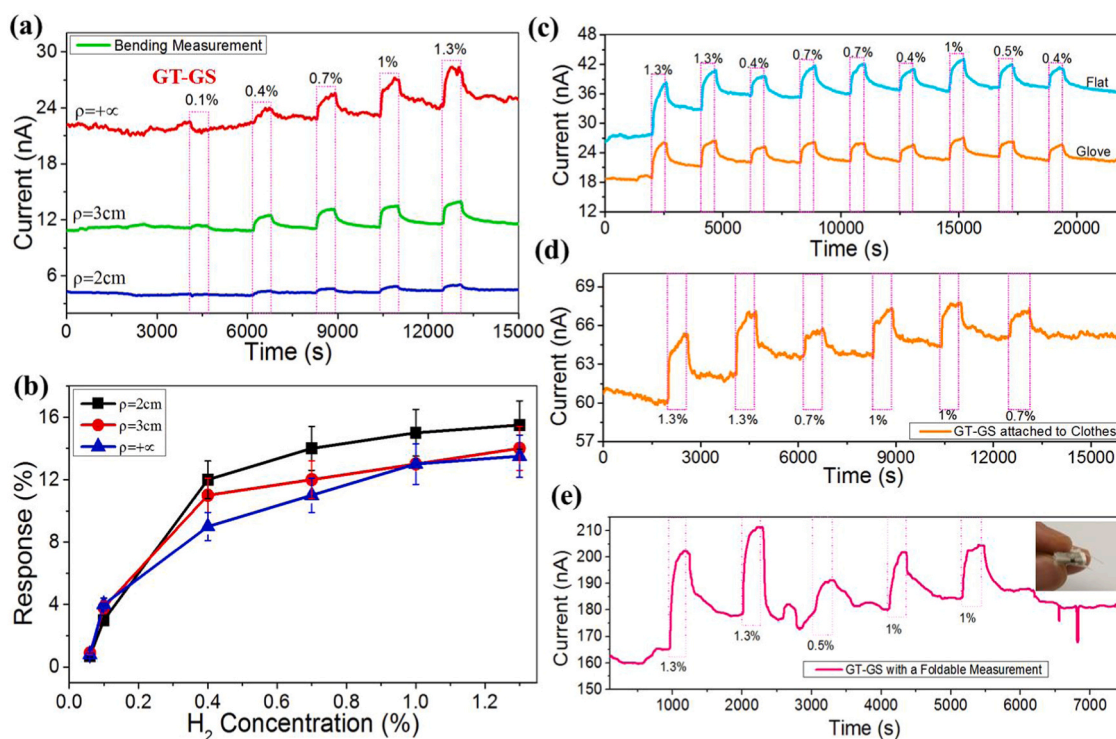 (a)
Bending Measurement
GT-GS
0.1%
0.4%
0.7%
1%
1.3%
ρ=+∞
ρ=3cm
ρ=2cm
30
24
18
12
6
Current (nA)
0 3000 6000 9000 12000 15000
Time (s)
(b)
ρ=2cm
ρ=3cm
ρ=+∞
16
12
8
4
0
Response (%)
0.0 0.2 0.4 0.6 0.8 1.0 1.2
H₂ Concentration (%)
(c)
1.3% 1.3% 0.4% 0.7% 0.7% 0.4% 1% 0.5% 0.4%
Flat
Glove
48
42
36
30
24
18
12
Current (nA)
0 5000 10000 15000 20000
Time (s)
(d)
69
66
63
60
57
Current (nA)
1.3% 1.3% 0.7% 1% 1% 0.7%
GT-GS attached to Clothes
0 3000 6000 9000 12000 15000
Time (s)
(e)
210
200
190
180
170
160
150
Current (nA)
1.3% 1.3% 0.5% 1% 1%
GT-GS with a Foldable Measurement
1000 2000 3000 4000 5000 6000 7000
Time (s)